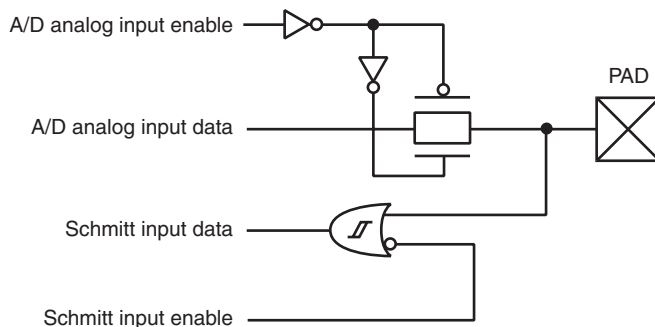 A/D analog input enable
PAD
A/D analog input data
Schmitt input data
Schmitt input enable